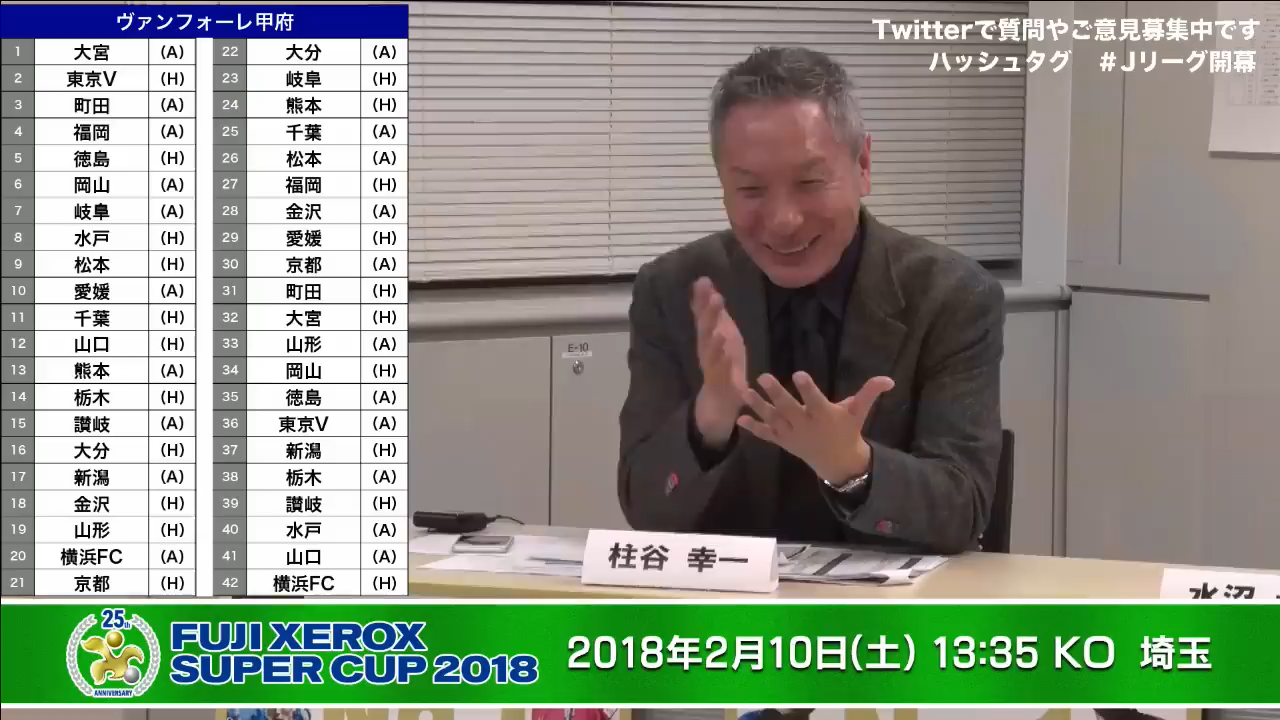 ヴァンフォーレ甲府
1 大宮 (A) 22 大分 (A)
2 東京V (H) 23 岐阜 (H)
3 町田 (A) 24 熊本 (H)
4 福岡 (A) 25 千葉 (A)
5 徳島 (H) 26 松本 (A)
6 岡山 (A) 27 福岡 (H)
7 岐阜 (A) 28 金沢 (A)
8 水戸 (H) 29 愛媛 (H)
9 松本 (H) 30 京都 (A)
10 愛媛 (A) 31 町田 (H)
11 千葉 (H) 32 大宮 (H)
12 山口 (H) 33 山形 (A)
13 熊本 (A) 34 岡山 (H)
14 栃木 (H) 35 徳島 (A)
15 讃岐 (A) 36 東京V (A)
16 大分 (H) 37 新潟 (H)
17 新潟 (A) 38 栃木 (A)
18 金沢 (H) 39 讃岐 (H)
19 山形 (H) 40 水戸 (A)
20 横浜FC (A) 41 山口 (A)
21 京都 (H) 42 横浜FC (H)
Twitterで質問やご意見募集中です
ハッシュタグ #Jリーグ開幕
E-10
柱谷 幸一
水沼
25th
ANNIVERSARY
FUJI XEROX
SUPER CUP 2018
2018年2月10日(土) 13:35 KO 埼玉